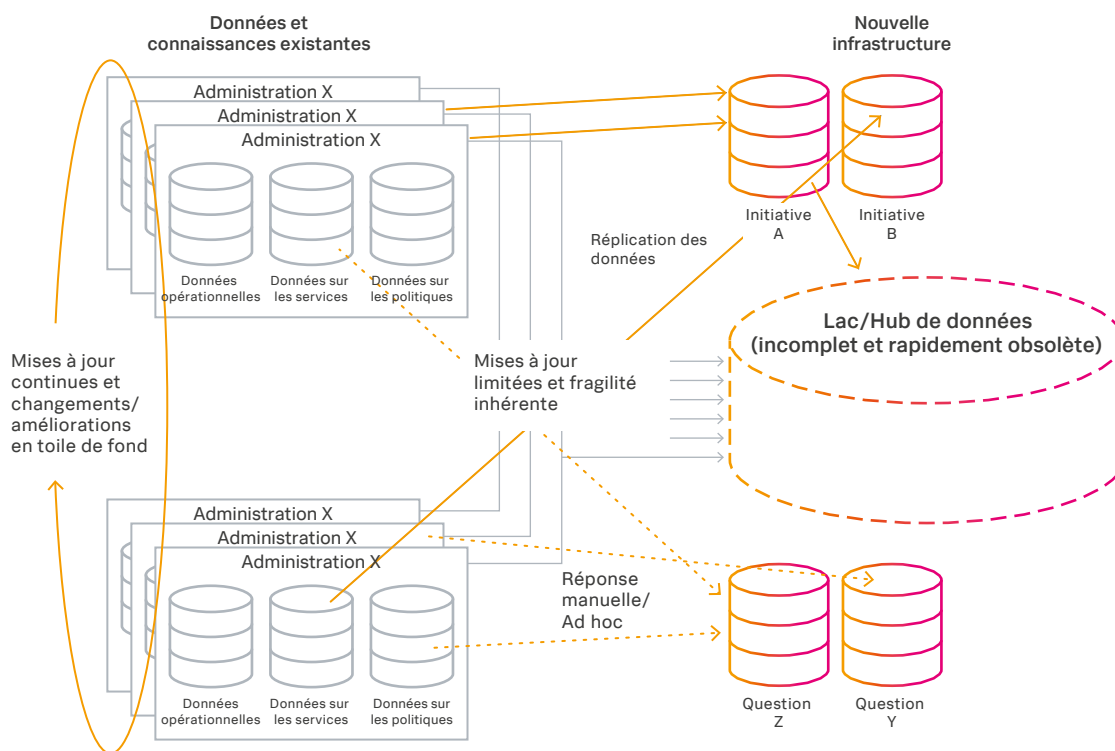 Données et
connaissances existantes
Nouvelle
infrastructure
Administration X
Administration X
Administration X
Données
opérationnelles
Données sur
les services
Données sur
les politiques
Initiative
A
Initiative
B
Réplication des
données
Lac/Hub de données
(incomplet et rapidement obsolète)
Mises à jour
continues et
changements/
améliorations
en toile de fond
Mises à jour
limitées et fragilité
inhérente
Administration X
Administration X
Administration X
Données
opérationnelles
Données sur
les services
Données sur
les politiques
Réponse
manuelle/
Ad hoc
Question
Z
Question
Y